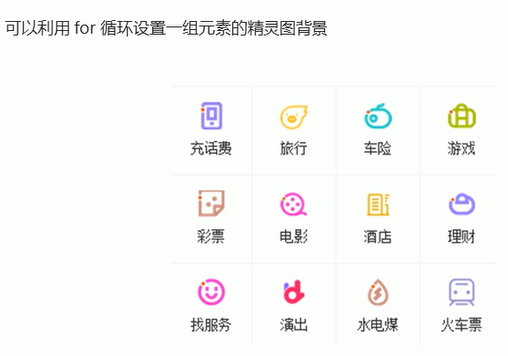 可以利用 for 循环设置一组元素的精灵图背景
充话费 旅行 车险 游戏
彩票 电影 酒店 理财
找服务 演出 水电煤 火车票